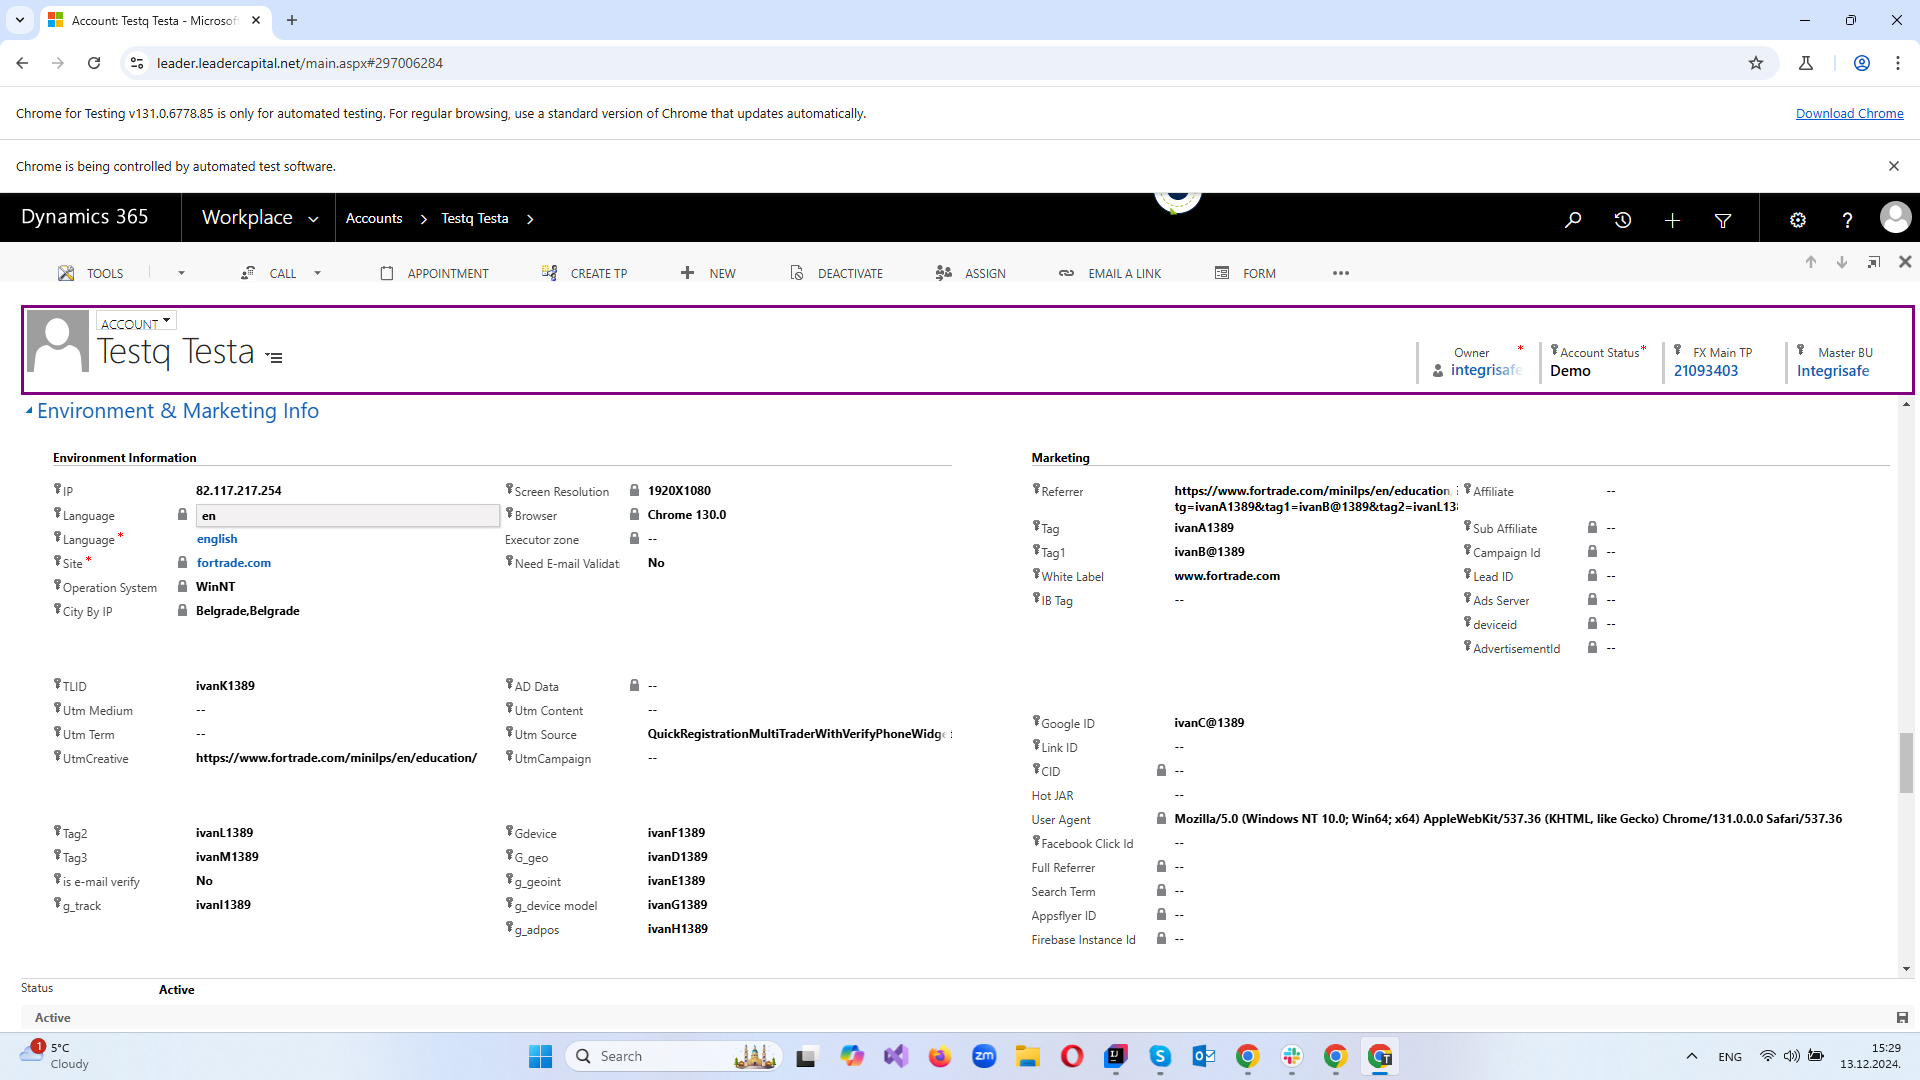 Account: Testq Testa - Microsof
leader.leadercapital.net/main.aspx#297006284
Chrome for Testing v131.0.6778.85 is only for automated testing. For regular browsing, use a standard version of Chrome that updates automatically.
Download Chrome
Chrome is being controlled by automated test software.
Dynamics 365
Workplace
Accounts
Testq Testa
TOOLS
CALL
APPOINTMENT
CREATE TP
NEW
DEACTIVATE
ASSIGN
EMAIL A LINK
FORM
ACCOUNT
Testq Testa
Owner *
integrisafe
Account Status *
Demo
FX Main TP
21093403
Master BU
Integrisafe
Environment & Marketing Info
Environment Information
IP 82.117.217.254
Language en
Language * english
Site * fortrade.com
Operation System WinNT
City By IP Belgrade,Belgrade
Screen Resolution 1920X1080
Browser Chrome 130.0
Executor zone --
Need E-mail Validat No
TLID ivanK1389
Utm Medium --
Utm Term --
UtmCreative https://www.fortrade.com/minilps/en/education/
AD Data --
Utm Content --
Utm Source QuickRegistrationMultiTraderWithVerifyPhoneWidge
UtmCampaign --
Tag2 ivanL1389
Tag3 ivanM1389
is e-mail verify No
g_track ivanI1389
Gdevice ivanF1389
G_geo ivanD1389
g_geoint ivanE1389
g_device model ivanG1389
g_adpos ivanH1389
Marketing
Referrer https://www.fortrade.com/minilps/en/education
tg=ivanA1389&tag1=ivanB@1389&tag2=ivanL138
Tag ivanA1389
Tag1 ivanB@1389
White Label www.fortrade.com
IB Tag --
Affiliate --
Sub Affiliate --
Campaign Id --
Lead ID --
Ads Server --
deviceid --
AdvertisementId --
Google ID ivanC@1389
Link ID --
CID --
Hot JAR --
User Agent Mozilla/5.0 (Windows NT 10.0; Win64; x64) AppleWebKit/537.36 (KHTML, like Gecko) Chrome/131.0.0.0 Safari/537.36
Facebook Click Id --
Full Referrer --
Search Term --
Appsflyer ID --
Firebase Instance Id --
Status Active
Active
1
5°C
Cloudy
Search
zm
ENG
15:29
13.12.2024.